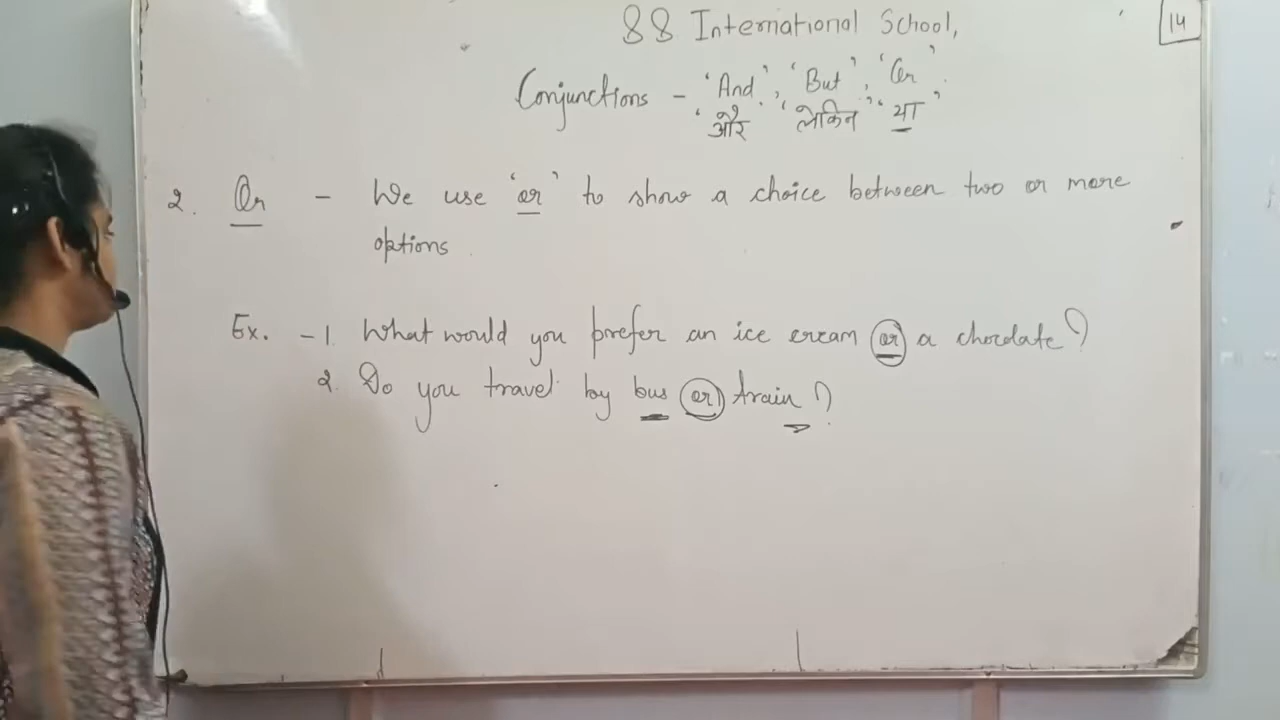 88 International School,
14
Conjunctions - 'And', 'But', 'Or'
'और' 'लेकिन' 'या'
2. Or - We use 'or' to show a choice between two or more
options.
Ex. - 1. What would you prefer an ice cream or a chocolate?
2. Do you travel by bus or train?